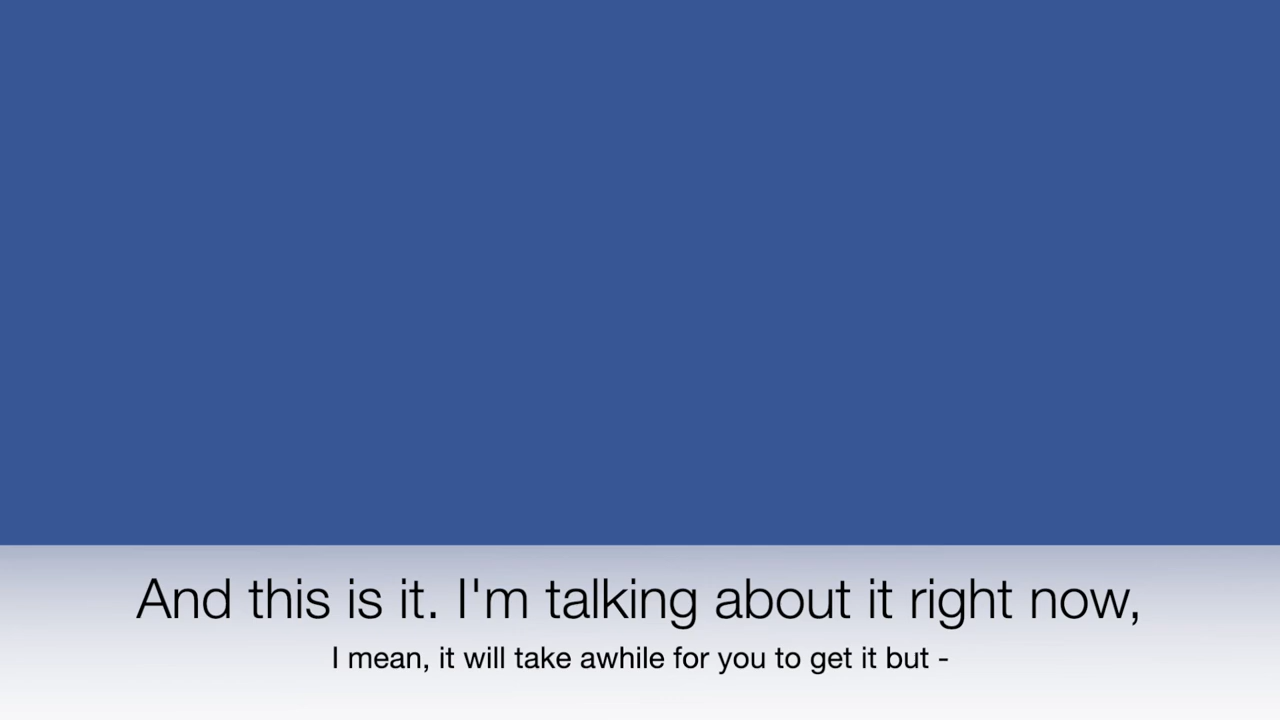 And this is it. I'm talking about it right now,
I mean, it will take awhile for you to get it but -